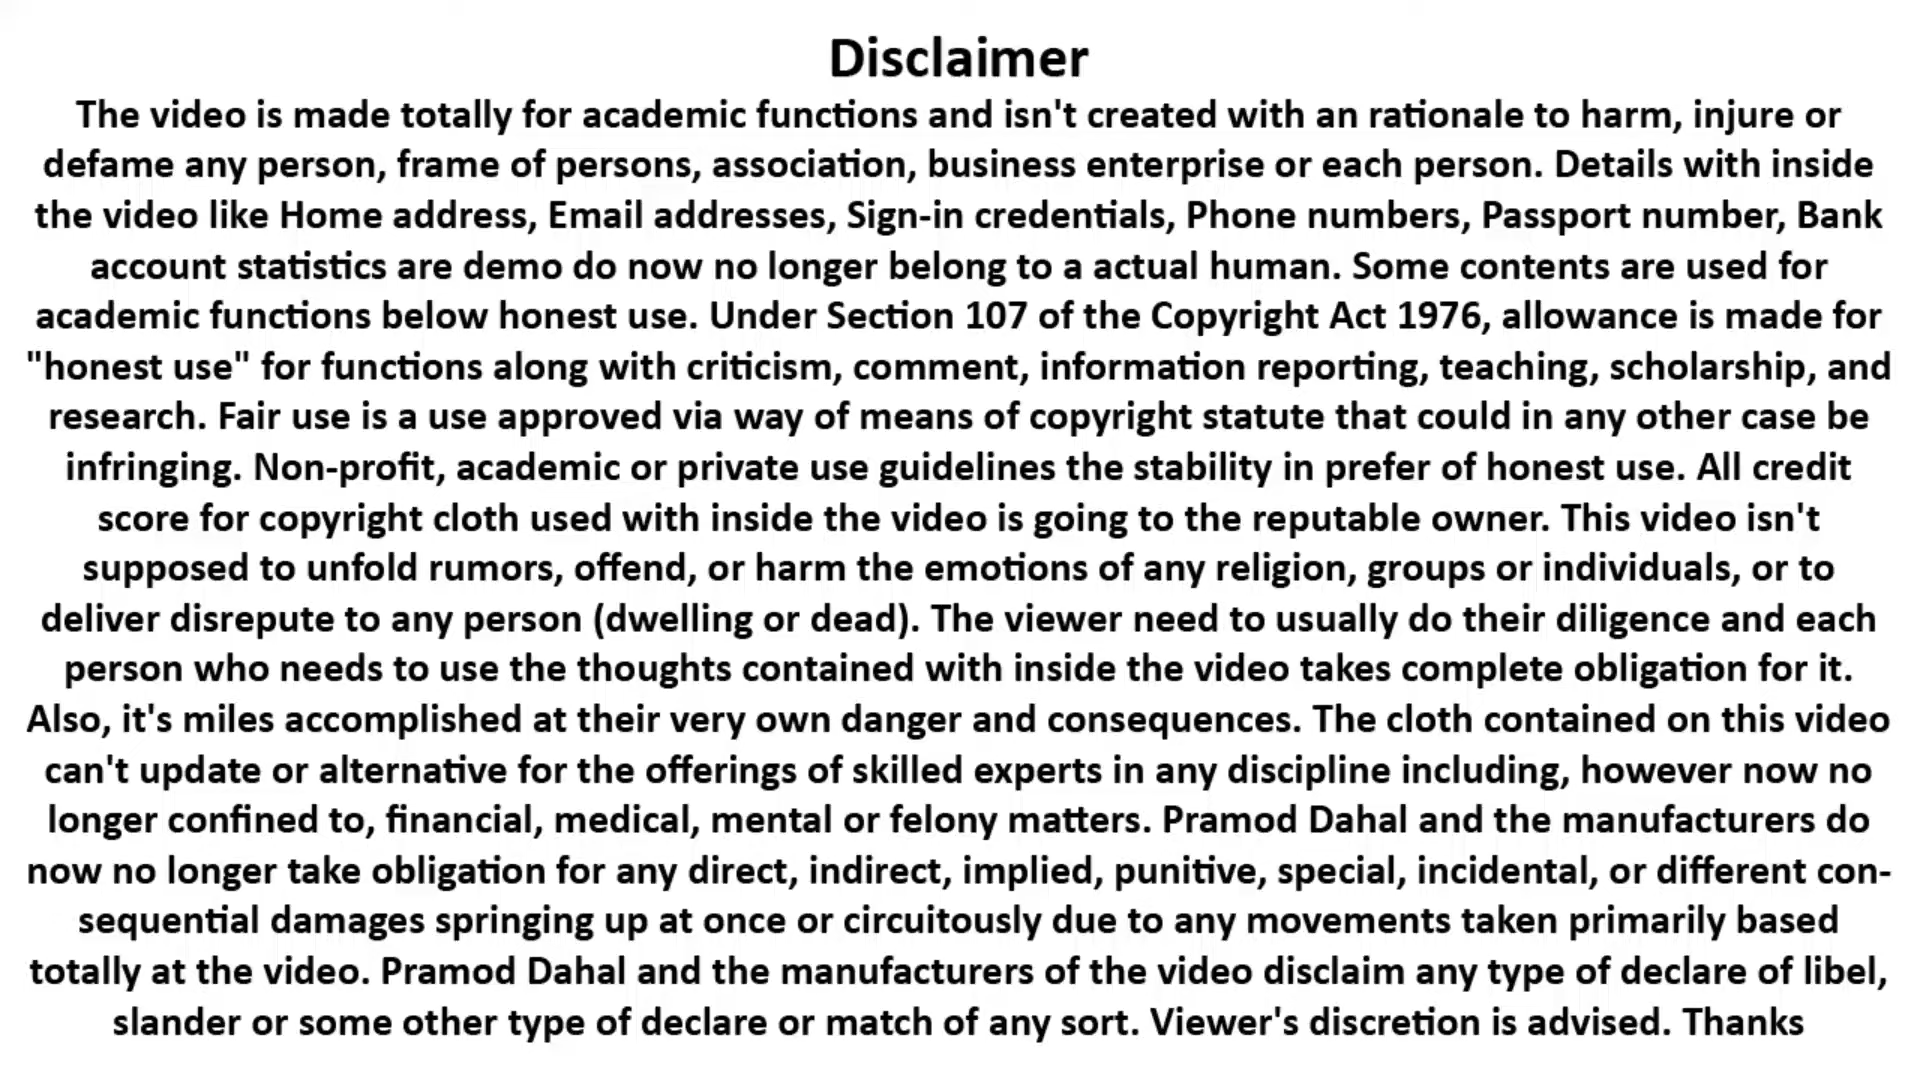 Disclaimer
The video is made totally for academic functions and isn't created with an rationale to harm, injure or
defame any person, frame of persons, association, business enterprise or each person. Details with inside
the video like Home address, Email addresses, Sign-in credentials, Phone numbers, Passport number, Bank
account statistics are demo do now no longer belong to a actual human. Some contents are used for
academic functions below honest use. Under Section 107 of the Copyright Act 1976, allowance is made for
"honest use" for functions along with criticism, comment, information reporting, teaching, scholarship, and
research. Fair use is a use approved via way of means of copyright statute that could in any other case be
infringing. Non-profit, academic or private use guidelines the stability in prefer of honest use. All credit
score for copyright cloth used with inside the video is going to the reputable owner. This video isn't
supposed to unfold rumors, offend, or harm the emotions of any religion, groups or individuals, or to
deliver disrepute to any person (dwelling or dead). The viewer need to usually do their diligence and each
person who needs to use the thoughts contained with inside the video takes complete obligation for it.
Also, it's miles accomplished at their very own danger and consequences. The cloth contained on this video
can't update or alternative for the offerings of skilled experts in any discipline including, however now no
longer confined to, financial, medical, mental or felony matters. Pramod Dahal and the manufacturers do
now no longer take obligation for any direct, indirect, implied, punitive, special, incidental, or different con-
sequential damages springing up at once or circuitously due to any movements taken primarily based
totally at the video. Pramod Dahal and the manufacturers of the video disclaim any type of declare of libel,
slander or some other type of declare or match of any sort. Viewer's discretion is advised. Thanks